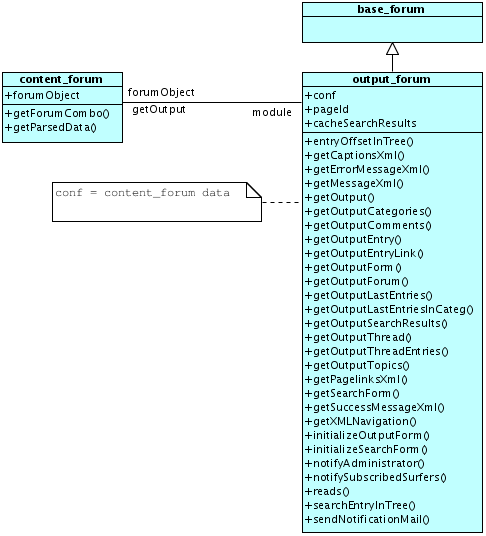 base_forum
content_forum
+forumObject
+getForumCombo()
+getParsedData()
forumObject
getOutput
module
conf = content_forum data
output_forum
+conf
+pageId
+cacheSearchResults
+entryOffsetInTree()
+getCaptionsXml()
+getErrorMessageXml()
+getMessageXml()
+getOutput()
+getOutputCategories()
+getOutputComments()
+getOutputEntry()
+getOutputEntryLink()
+getOutputForm()
+getOutputForum()
+getOutputLastEntries()
+getOutputLastEntriesInCateg()
+getOutputSearchResults()
+getOutputThread()
+getOutputThreadEntries()
+getOutputTopics()
+getPagelinksXml()
+getSearchForm()
+getSuccessMessageXml()
+getXMLNavigation()
+initializeOutputForm()
+initializeSearchForm()
+notifyAdministrator()
+notifySubscribedSurfers()
+reads()
+searchEntryInTree()
+sendNotificationMail()